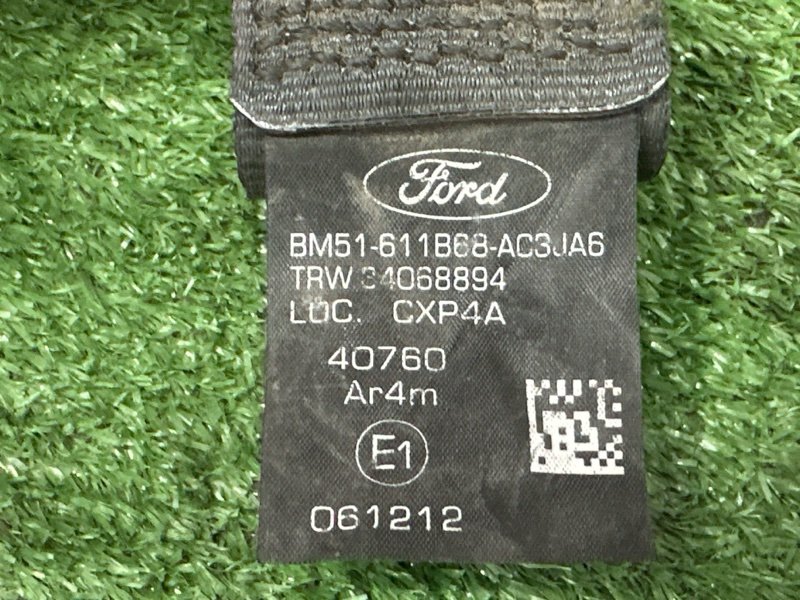 Ford
BM51-611B68-AC3JA6
TRW 34068894
LOC. CXP4A
40760
Ar4m
E1
061212